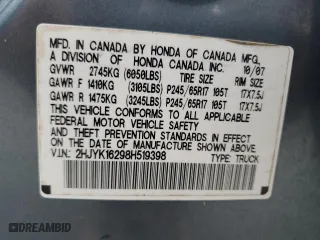 MFD. IN CANADA BY HONDA OF CANADA MFG.
A DIVISION OF HONDA CANADA INC. 10/07
GVWR 2745KG (6050LBS) TIRE SIZE RIM SIZE
GAWR F 1410KG (3105LBS) P245/65R17 105T 17X7.5J
GAWR R 1475KG (3245LBS) P245/65R17 105T 17X7.5J
THIS VEHICLE CONFORMS TO ALL APPLICABLE
FEDERAL MOTOR VEHICLE SAFETY
AND THEFT PREVENTION STANDARDS IN EFFECT ON
THE DATE OF MANUFACTURE SHOWN ABOVE.
V.I.N.: 2HJYK16298H519398 TYPE: TRUCK
DREAMBID